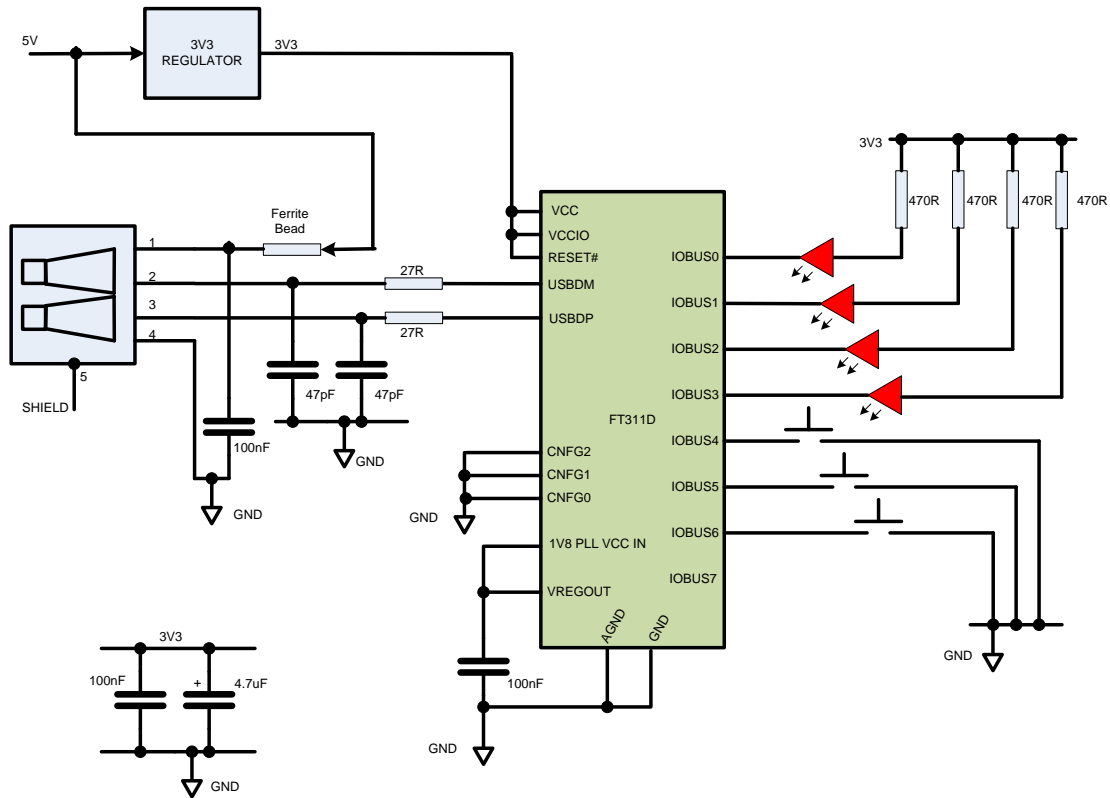 5V
3V3
REGULATOR
3V3
3V3
470R
470R
470R
470R
Ferrite
Bead
1
2
3
4
5
SHIELD
27R
27R
47pF
47pF
100nF
GND
GND
VCC
VCCIO
RESET#
USBDM
USBDP
FT311D
CNFG2
CNFG1
CNFG0
GND
1V8 PLL VCC IN
VREGOUT
AGND
GND
IOBUS0
IOBUS1
IOBUS2
IOBUS3
IOBUS4
IOBUS5
IOBUS6
IOBUS7
GND
100nF
GND
3V3
100nF
+
4.7uF
GND